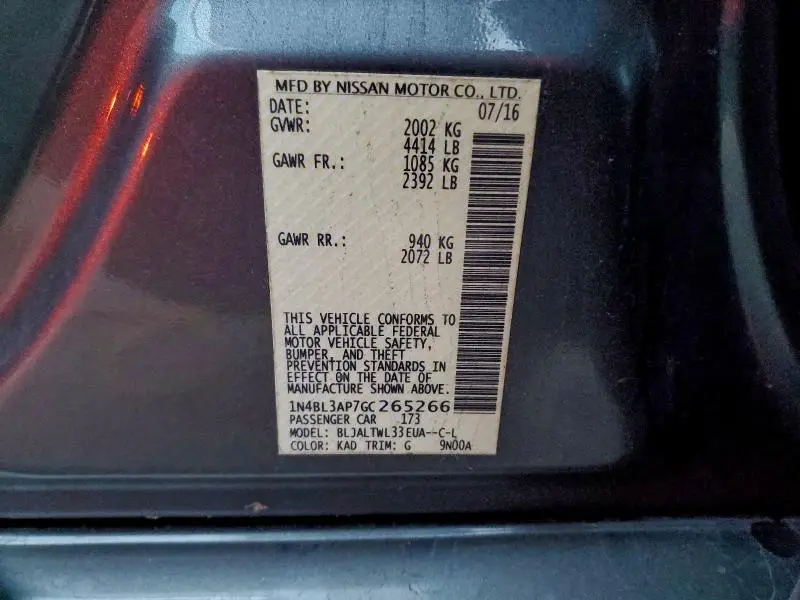 MFD BY NISSAN MOTOR CO., LTD.
DATE: 07/16
GVWR: 2002 KG
4414 LB
GAWR FR.: 1085 KG
2392 LB
GAWR RR.: 940 KG
2072 LB
THIS VEHICLE CONFORMS TO
ALL APPLICABLE FEDERAL
MOTOR VEHICLE SAFETY,
BUMPER, AND THEFT
PREVENTION STANDARDS IN
EFFECT ON THE DATE OF
MANUFACTURE SHOWN ABOVE.
1N4BL3AP7GC265266
PASSENGER CAR 173
MODEL: BLJALTWL33EUA--C-L
COLOR: KAD TRIM: G 9N00A